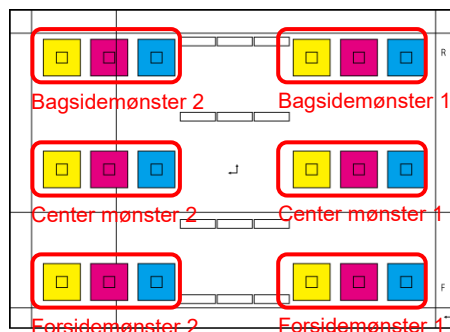 Bagsidemønster 2
Bagsidemønster 1
R
Center mønster 2
Center mønster 1
F
Forsidemønster 2
Forsidemønster 1